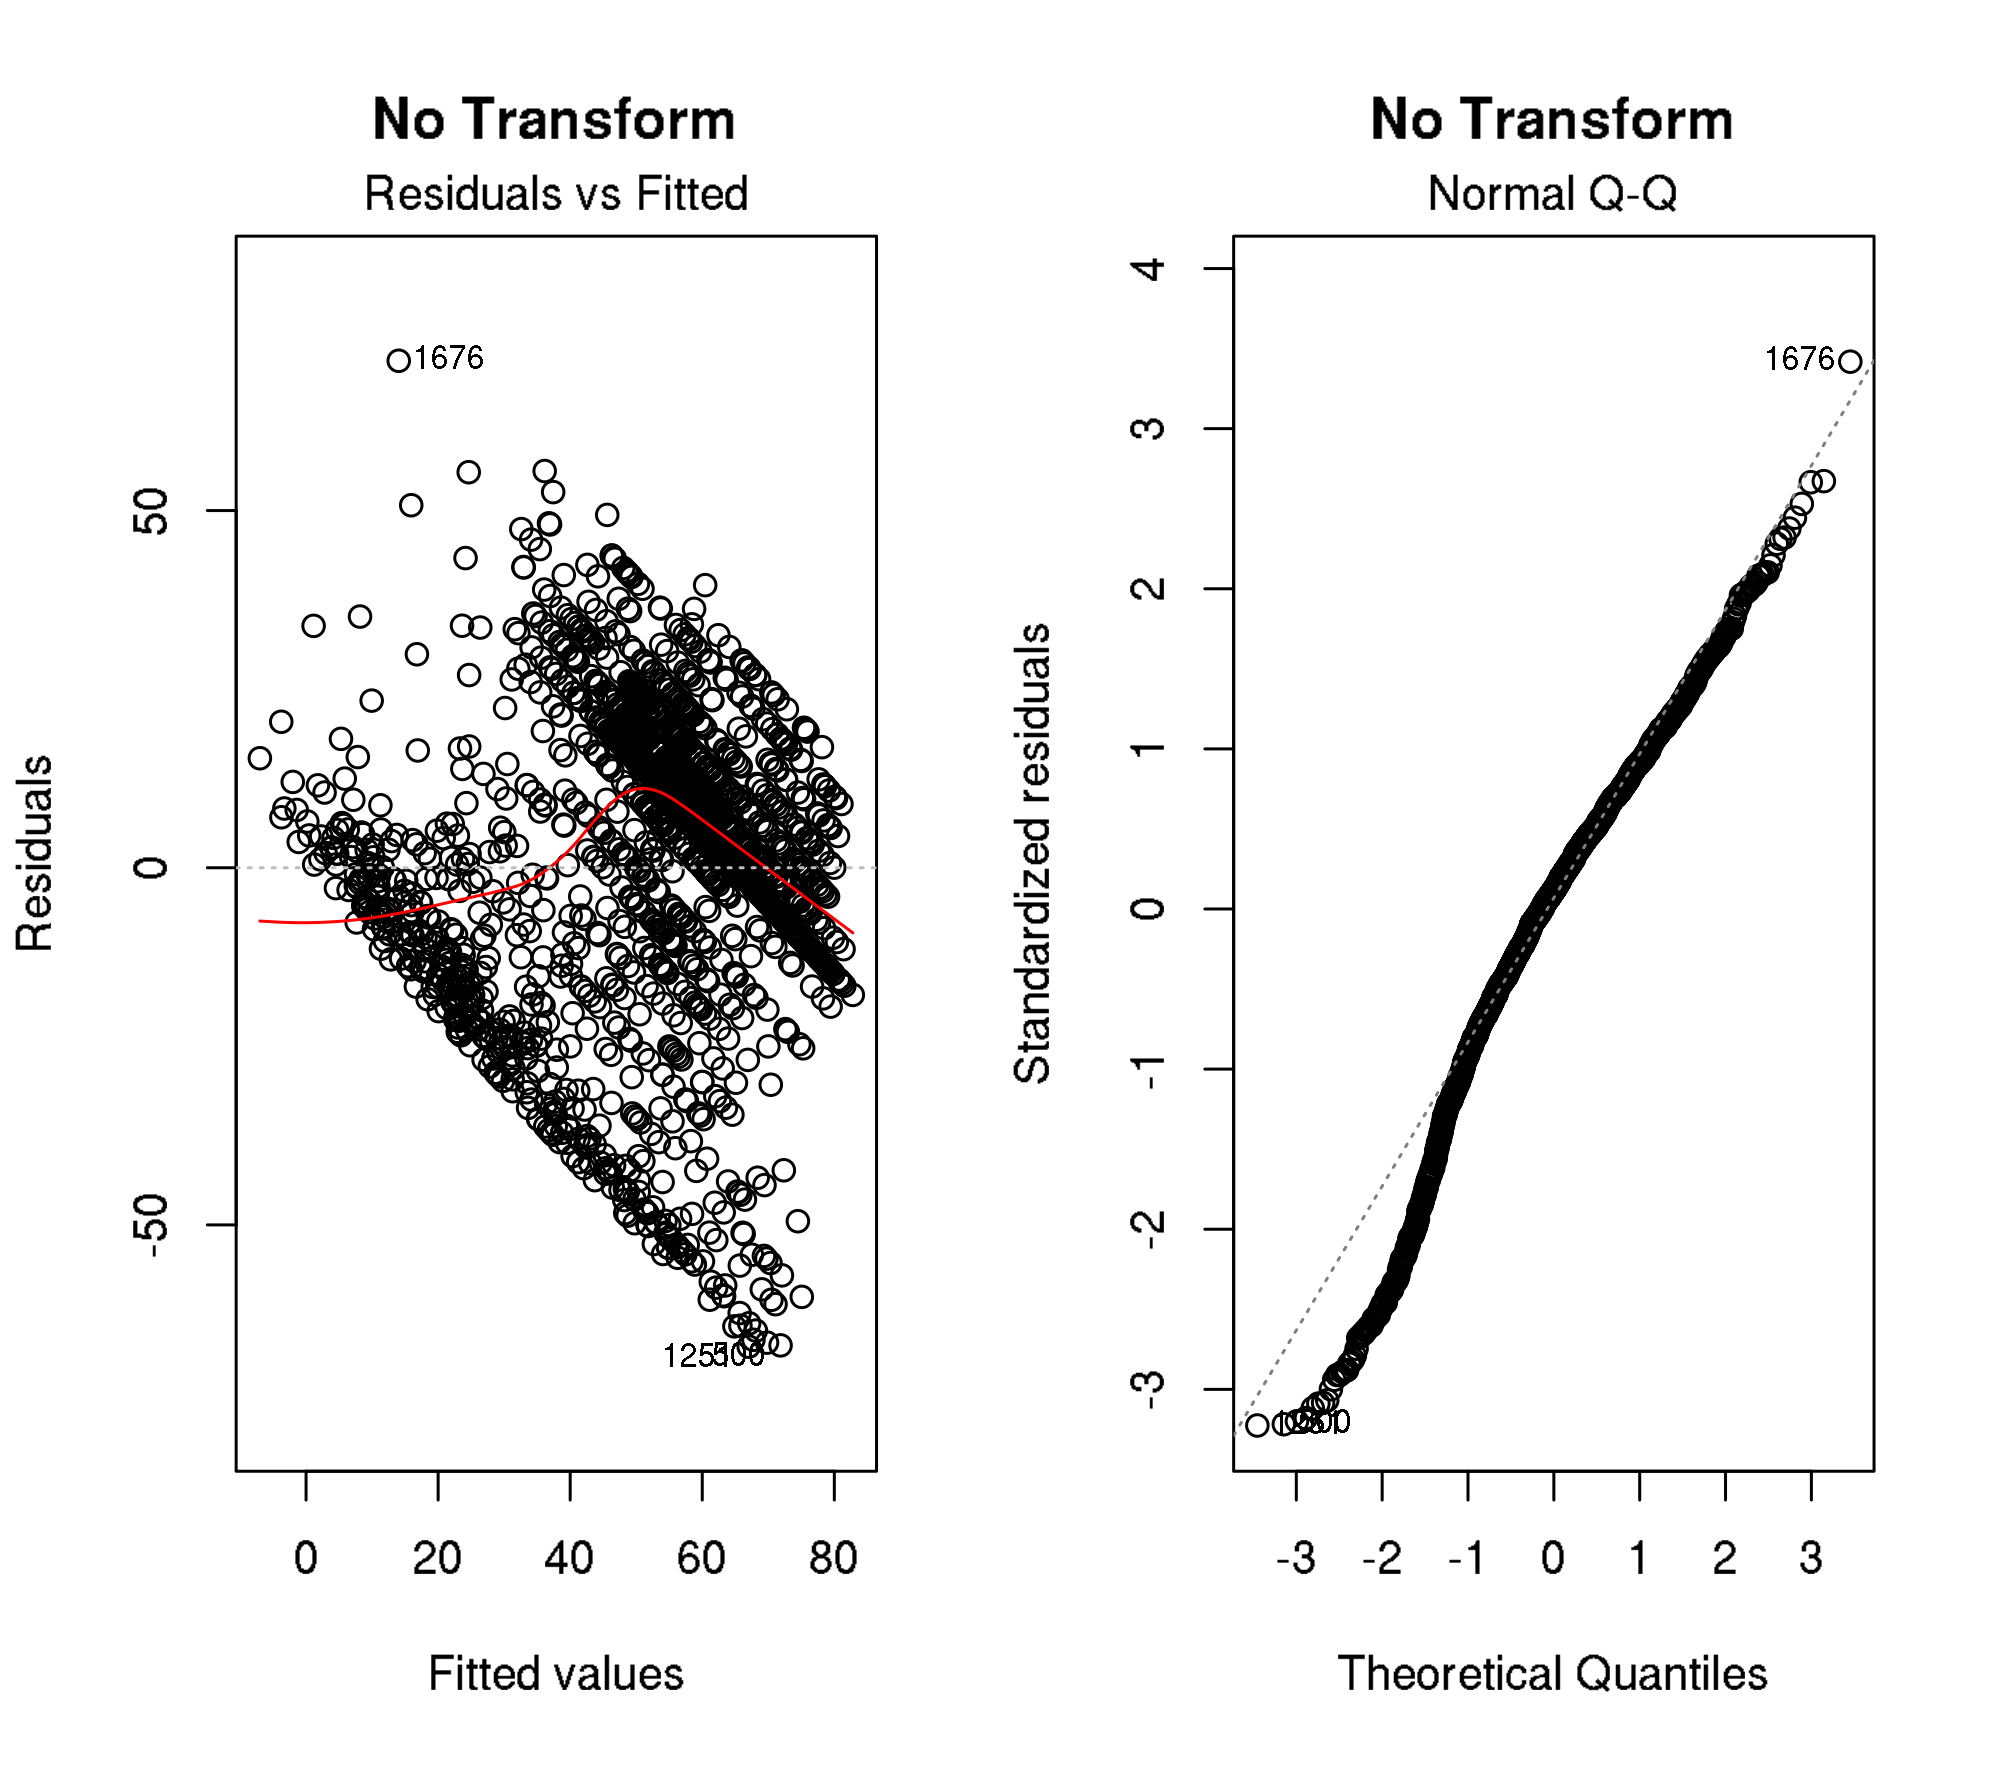 No Transform
Residuals vs Fitted
Residuals
50
0
-50
1676
0 20 40 60 80
Fitted values
No Transform
Normal Q-Q
Standardized residuals
4
3
2
1
0
-1
-2
-3
1676
-3 -2 -1 0 1 2 3
Theoretical Quantiles